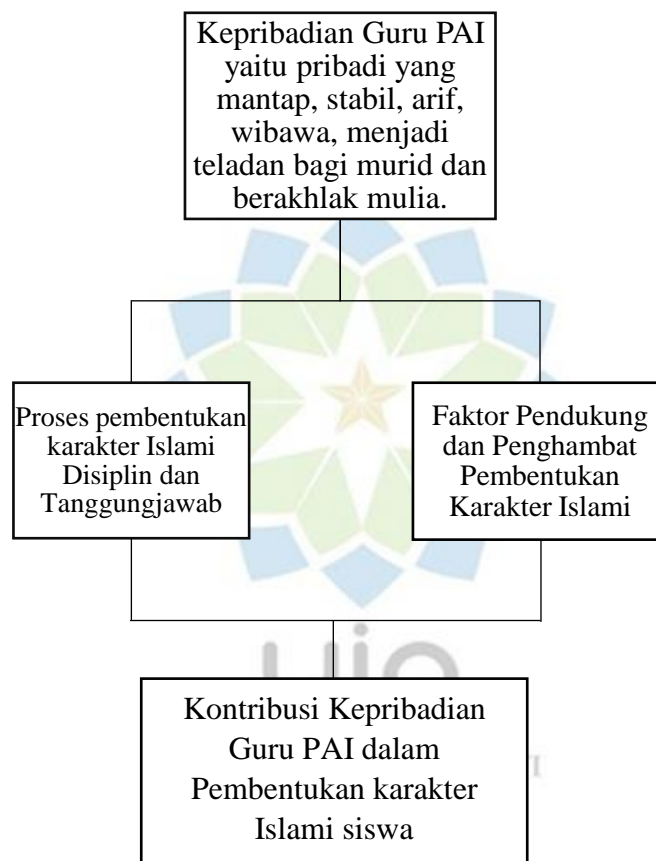 Kepribadian Guru PAI
yaitu pribadi yang
mantap, stabil, arif,
wibawa, menjadi
teladan bagi murid dan
berakhlak mulia.
Proses pembentukan
karakter Islami
Disiplin dan
Tanggungjawab
Faktor Pendukung
dan Penghambat
Pembentukan
Karakter Islami
Kontribusi Kepribadian
Guru PAI dalam
Pembentukan karakter
Islami siswa